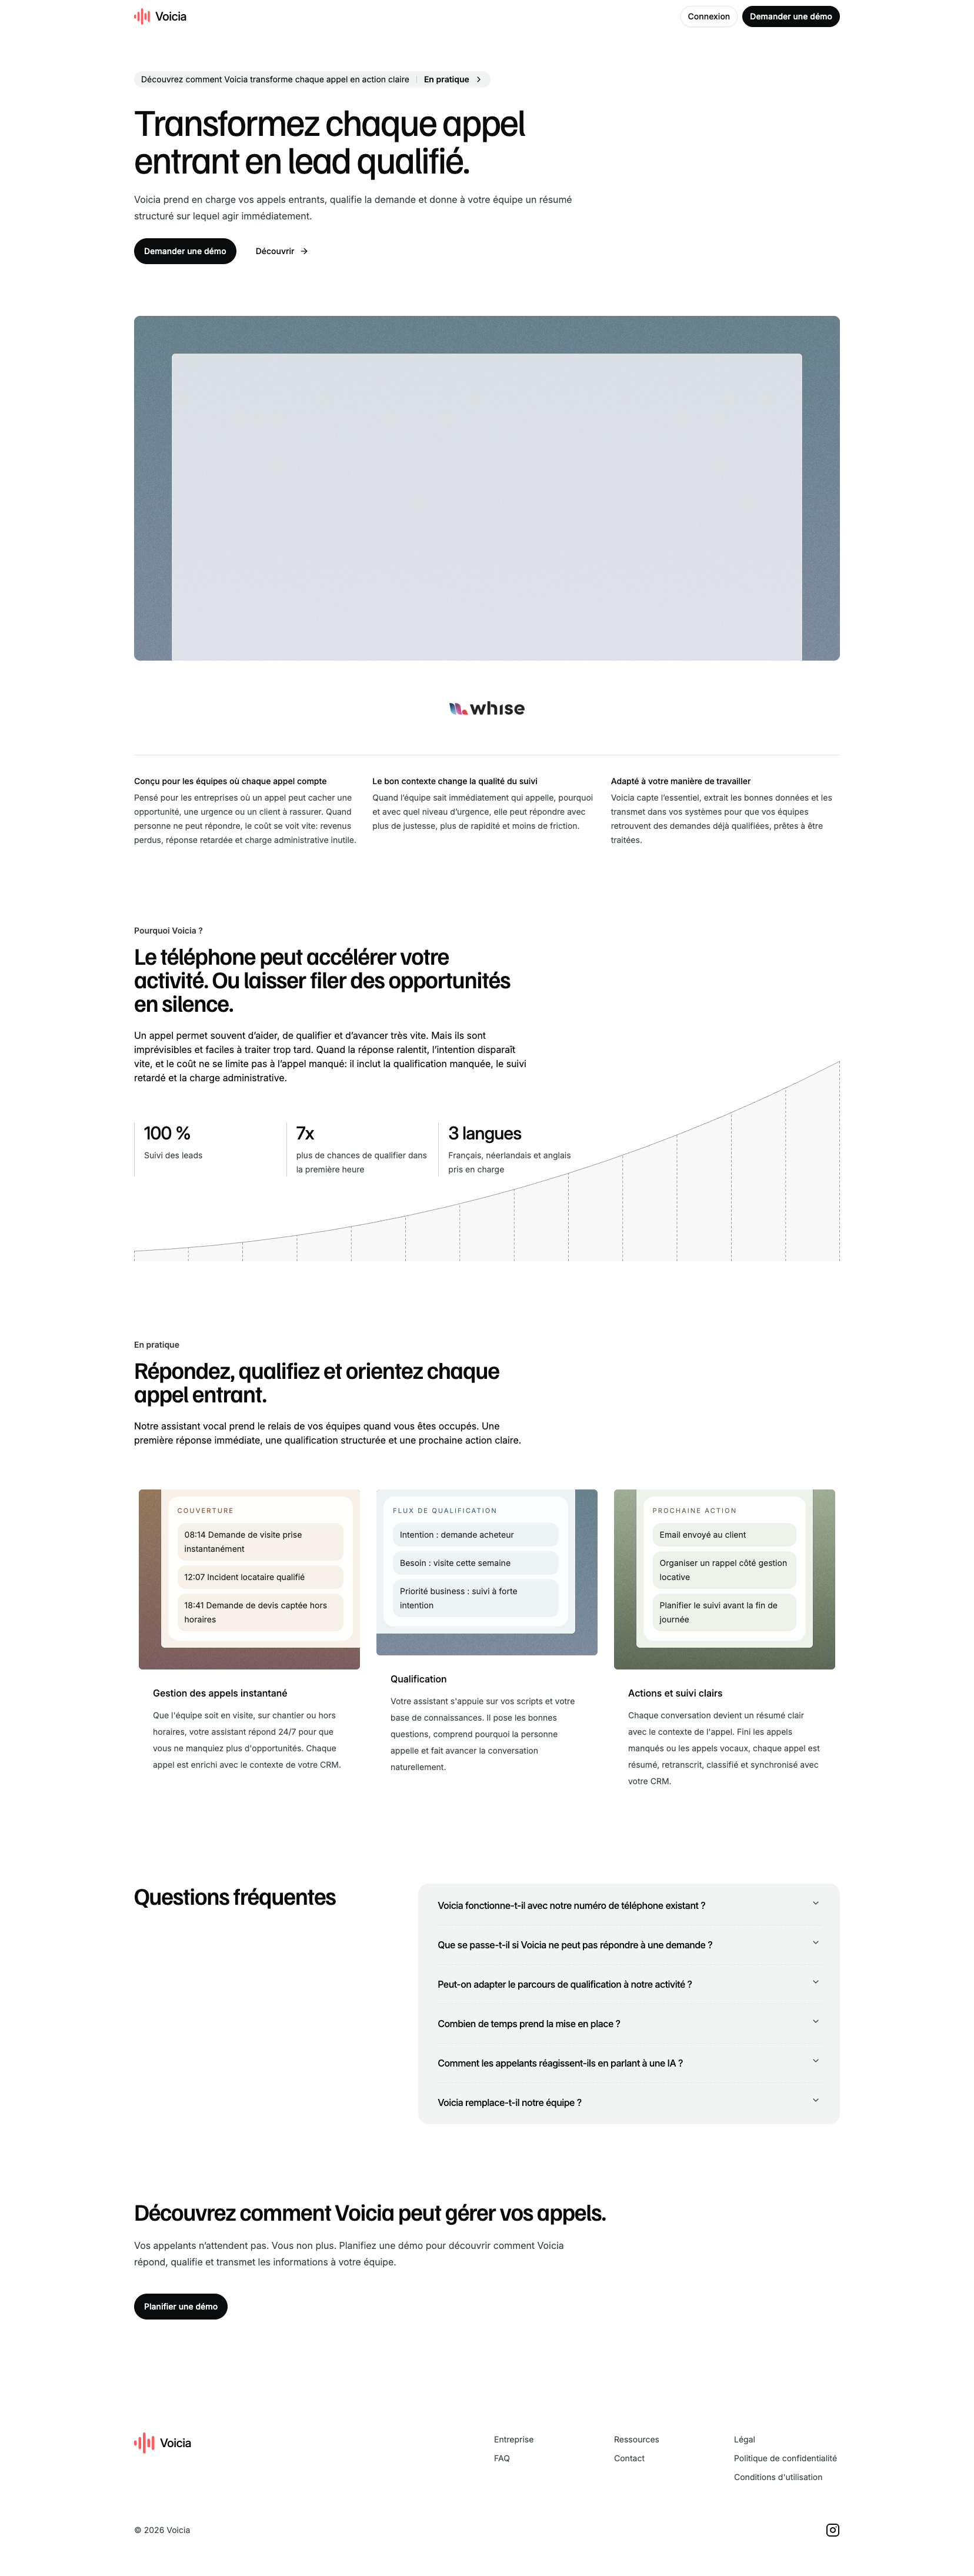 Voicia
Connexion
Demander une démo
Découvrez comment Voicia transforme chaque appel en action claire
En pratique
Transformez chaque appel
entrant en lead qualifié.
Voicia prend en charge vos appels entrants, qualifie la demande et donne à votre équipe un résumé
structuré sur lequel agir immédiatement.
Demander une démo
Découvrir
whise
Conçu pour les équipes où chaque appel compte
Pensé pour les entreprises où un appel peut cacher une
opportunité, une urgence ou un client à rassurer. Quand
personne ne peut répondre, le coût se voit vite: revenus
perdus, réponse retardée et charge administrative inutile.
Le bon contexte change la qualité du suivi
Quand l’équipe sait immédiatement qui appelle, pourquoi
et avec quel niveau d’urgence, elle peut répondre avec
plus de justesse, plus de rapidité et moins de friction.
Adapté à votre manière de travailler
Voicia capte l’essentiel, extrait les bonnes données et les
transmet dans vos systèmes pour que vos équipes
retrouvent des demandes déjà qualifiées, prêtes à être
traitées.
Pourquoi Voicia ?
Le téléphone peut accélérer votre
activité. Ou laisser filer des opportunités
en silence.
Un appel permet souvent d’aider, de qualifier et d’avancer très vite. Mais ils sont
imprévisibles et faciles à traiter trop tard. Quand la réponse ralentit, l’intention disparaît
vite, et le coût ne se limite pas à l’appel manqué: il inclut la qualification manquée, le suivi
retardé et la charge administrative.
100 %
Suivi des leads
7x
plus de chances de qualifier dans
la première heure
3 langues
Français, néerlandais et anglais
pris en charge
En pratique
Répondez, qualifiez et orientez chaque
appel entrant.
Notre assistant vocal prend le relais de vos équipes quand vous êtes occupés. Une
première réponse immédiate, une qualification structurée et une prochaine action claire.
COUVERTURE
08:14 Demande de visite prise
instantanément
12:07 Incident locataire qualifié
18:41 Demande de devis captée hors
horaires
Gestion des appels instantané
Que l'équipe soit en visite, sur chantier ou hors
horaires, votre assistant répond 24/7 pour que
vous ne manquiez plus d'opportunités. Chaque
appel est enrichi avec le contexte de votre CRM.
FLUX DE QUALIFICATION
Intention : demande acheteur
Besoin : visite cette semaine
Priorité business : suivi à forte
intention
Qualification
Votre assistant s'appuie sur vos scripts et votre
base de connaissances. Il pose les bonnes
questions, comprend pourquoi la personne
appelle et fait avancer la conversation
naturellement.
PROCHAINE ACTION
Email envoyé au client
Organiser un rappel côté gestion
locative
Planifier le suivi avant la fin de
journée
Actions et suivi clairs
Chaque conversation devient un résumé clair
avec le contexte de l'appel. Fini les appels
manqués ou les appels vocaux, chaque appel est
résumé, retranscrit, classifié et synchronisé avec
votre CRM.
Questions fréquentes
Voicia fonctionne-t-il avec notre numéro de téléphone existant ?
Que se passe-t-il si Voicia ne peut pas répondre à une demande ?
Peut-on adapter le parcours de qualification à notre activité ?
Combien de temps prend la mise en place ?
Comment les appelants réagissent-ils en parlant à une IA ?
Voicia remplace-t-il notre équipe ?
Découvrez comment Voicia peut gérer vos appels.
Vos appelants n’attendent pas. Vous non plus. Planifiez une démo pour découvrir comment Voicia
répond, qualifie et transmet les informations à votre équipe.
Planifier une démo
Voicia
Entreprise
FAQ
Ressources
Contact
Légal
Politique de confidentialité
Conditions d'utilisation
© 2026 Voicia